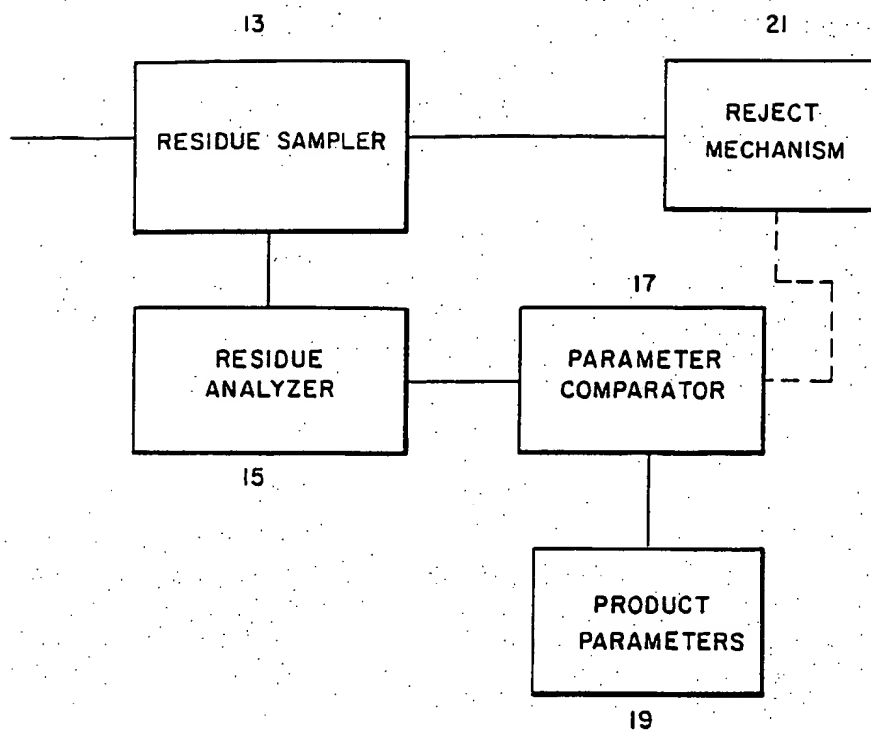 13
21
RESIDUE SAMPLER
REJECT
MECHANISM
17
RESIDUE
ANALYZER
PARAMETER
COMPARATOR
15
PRODUCT
PARAMETERS
19